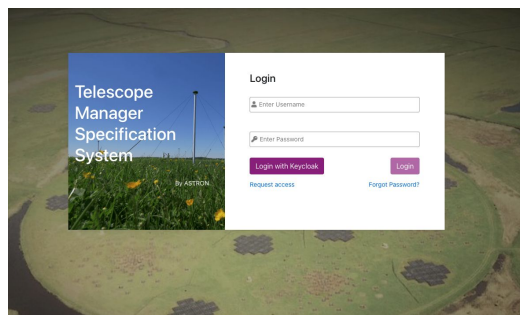 Telescope
Manager
Specification
System
By ASTRON
Login
Enter Username
Enter Password
Login with Keycloak
Login
Request access
Forgot Password?